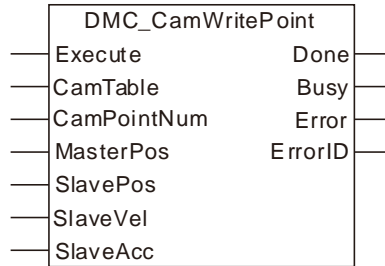 DMC_CamWritePoint
Execute Done
CamTable Busy
CamPointNum Error
MasterPos ErrorID
SlavePos
SlaveVel
SlaveAcc